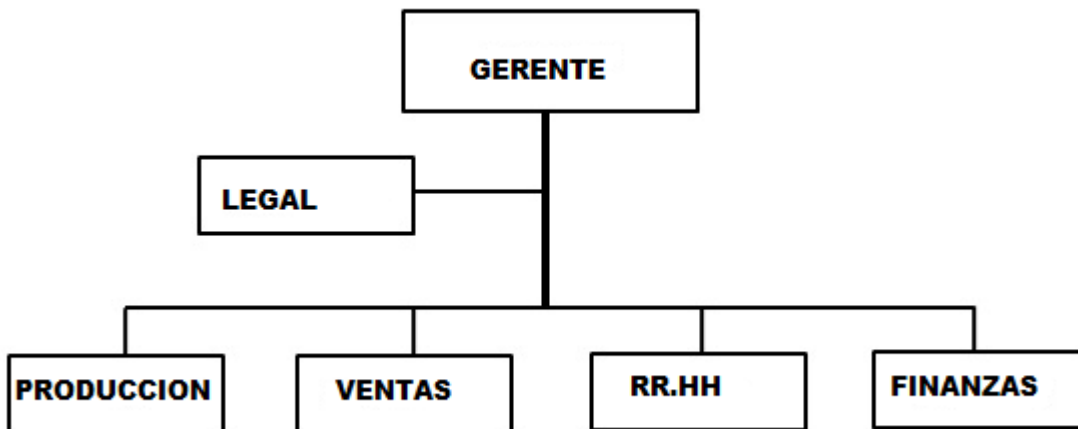 GERENTE
LEGAL
PRODUCCION
VENTAS
RR.HH
FINANZAS